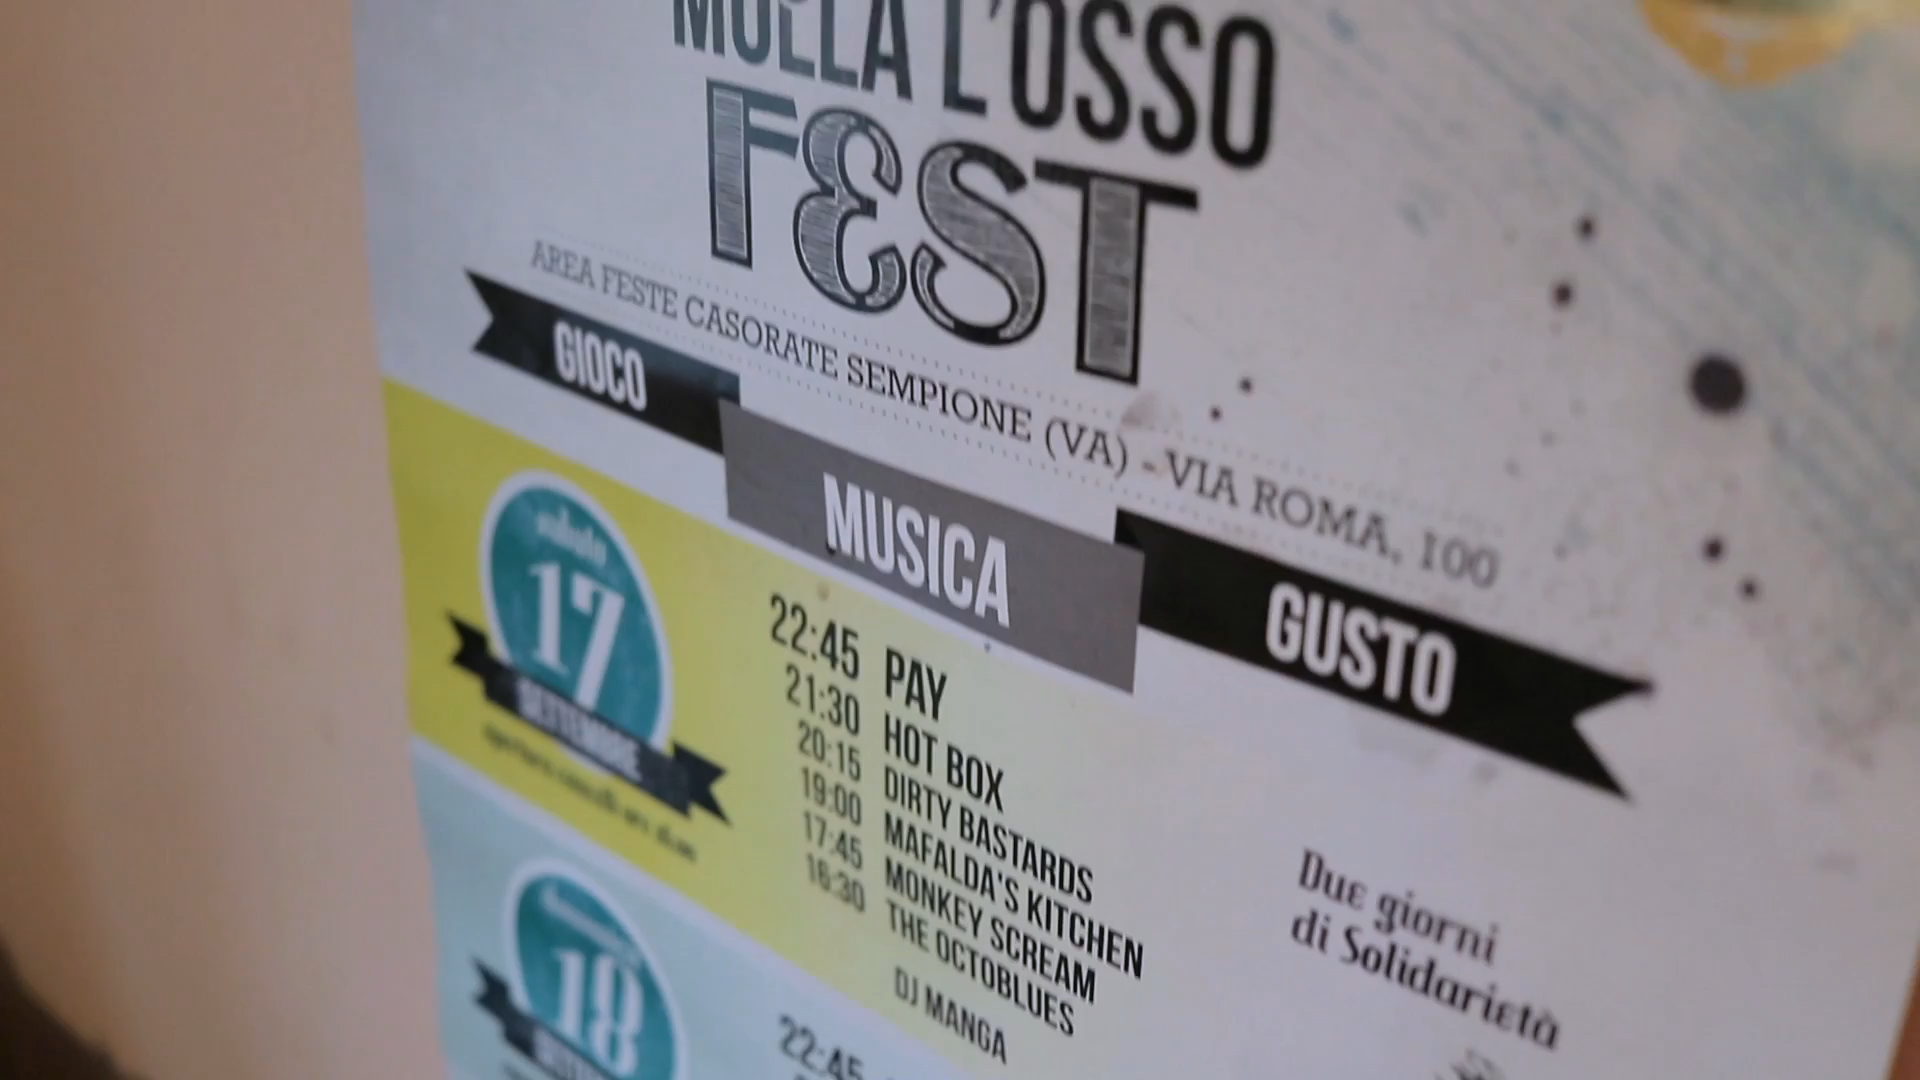 MOLLA L'OSSO
FEST
AREA FESTE CASORATE SEMPIONE (VA) - VIA ROMA, 100
GIOCO
MUSICA
GUSTO
sabato
17
SETTEMBRE
22:45 PAY
21:30 HOT BOX
20:15 DIRTY BASTARDS
19:00 MAFALDA'S KITCHEN
17:45 MONKEY SCREAM
16:30 THE OCTOBLUES
DJ MANGA
Due giorni
di Solidarietà
18
22:45